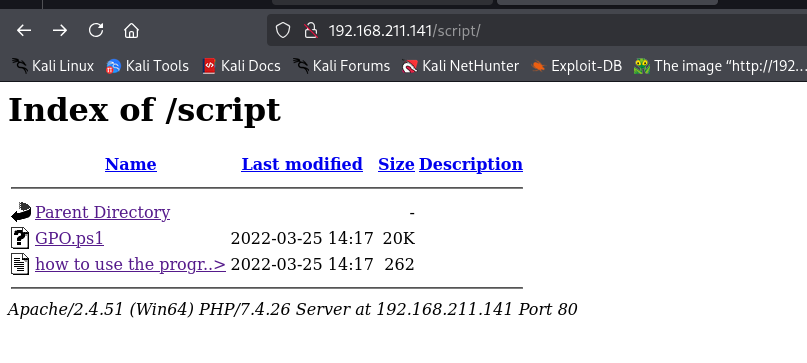 192.168.211.141/script/
Kali Linux Kali Tools Kali Docs Kali Forums Kali NetHunter Exploit-DB The image “http://192...
Index of /script
Name Last modified Size Description
Parent Directory -
GPO.ps1 2022-03-25 14:17 20K
how to use the progr..> 2022-03-25 14:17 262
Apache/2.4.51 (Win64) PHP/7.4.26 Server at 192.168.211.141 Port 80